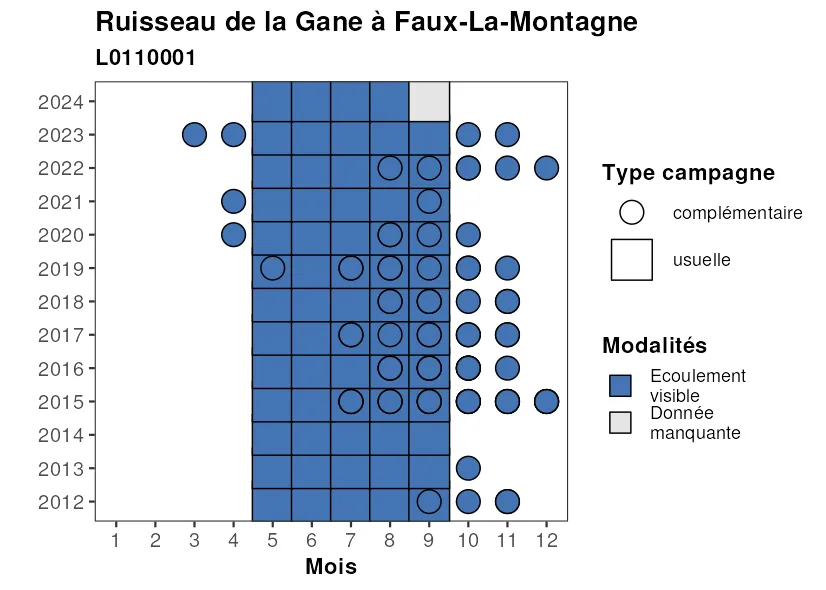 Ruisseau de la Gane à Faux-La-Montagne
L0110001
2024
2023
2022
2021
2020
2019
2018
2017
2016
2015
2014
2013
2012
1 2 3 4 5 6 7 8 9 10 11 12
Mois
Type campagne
complémentaire
usuelle
Modalités
Ecoulement
visible
Donnée
manquante